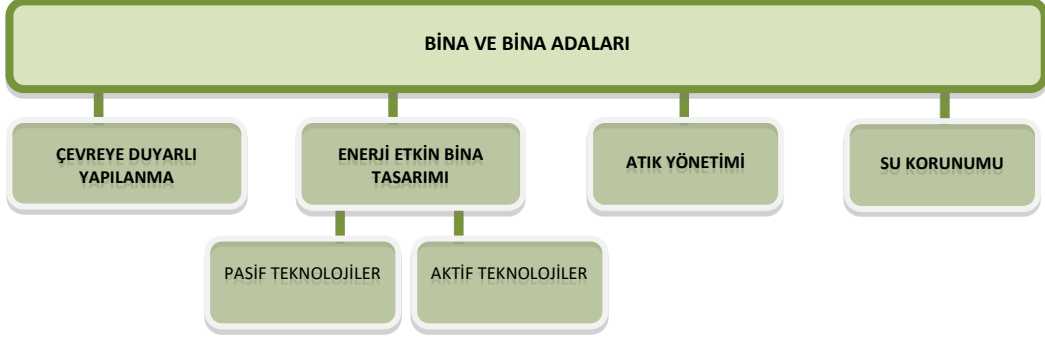 BİNA VE BİNA ADALARI
ÇEVREYE DUYARLI
YAPILANMA
ENERJİ ETKİN BİNA
TASARIMI
ATIK YÖNETİMİ
SU KORUNUMU
PASİF TEKNOLOJİLER
AKTİF TEKNOLOJİLER